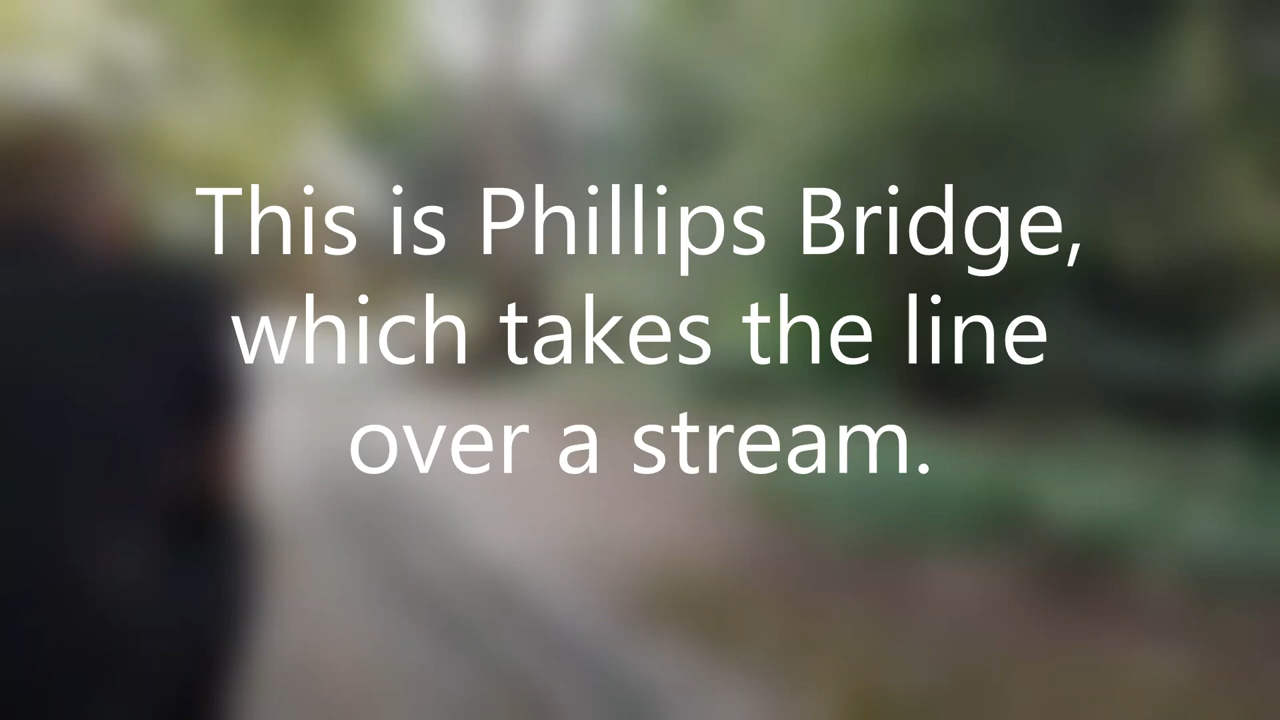 This is Phillips Bridge,
which takes the line
over a stream.